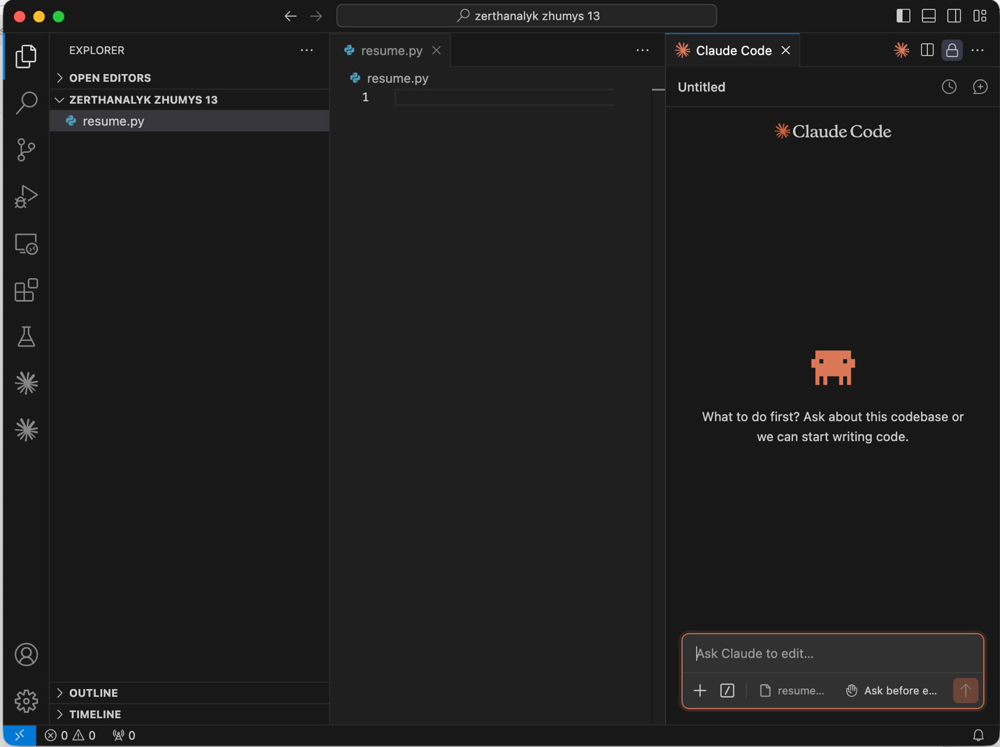 zerthanalyk zhumys 13
EXPLORER
OPEN EDITORS
ZERTHANALYK ZHUMYS 13
resume.py
OUTLINE
TIMELINE
resume.py
resume.py
1
Claude Code
Untitled
Claude Code
What to do first? Ask about this codebase or
we can start writing code.
Ask Claude to edit...
resume... Ask before e...
0 0 0